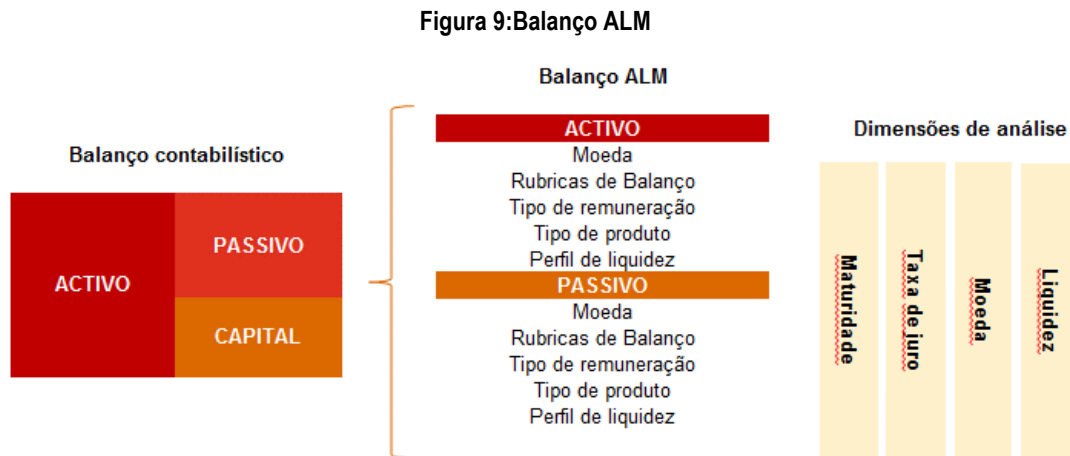 Figura 9:Balanço ALM
Balanço contabilístico
ACTIVO
PASSIVO
CAPITAL
Balanço ALM
ACTIVO
Moeda
Rubricas de Balanço
Tipo de remuneração
Tipo de produto
Perfil de liquidez
PASSIVO
Moeda
Rubricas de Balanço
Tipo de remuneração
Tipo de produto
Perfil de liquidez
Dimensões de análise
Maturidade
Taxa de juro
Moeda
Liquidez